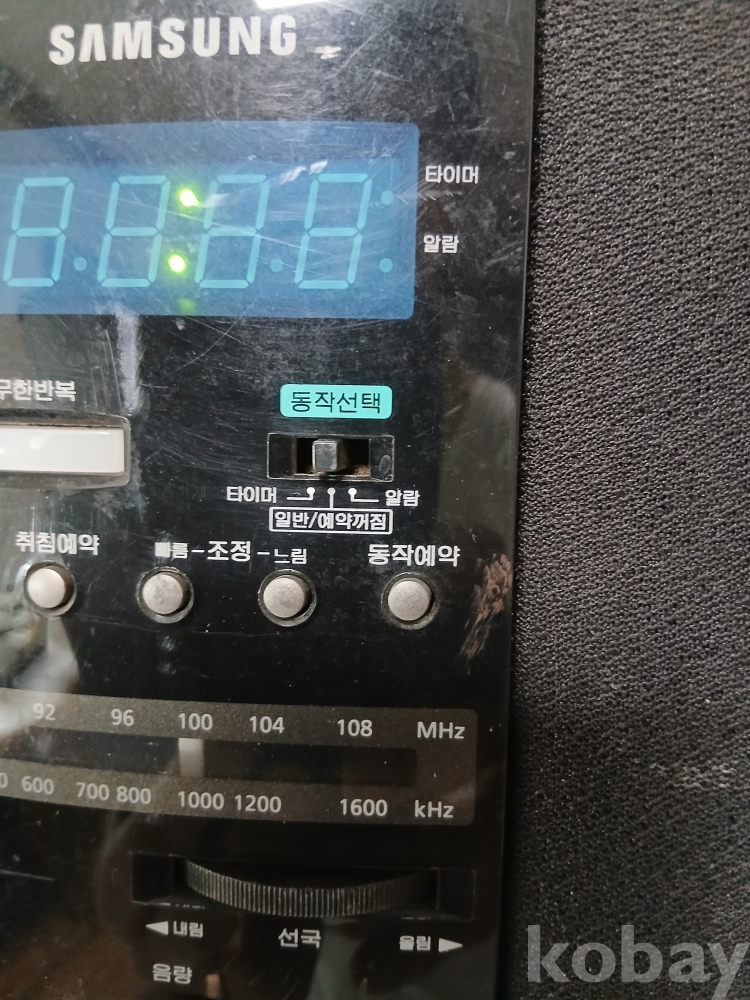 SAMSUNG
타이머
알람
무한반복
동작선택
타이머 알람
일반/예약꺼짐
취침예약 빠름-조정-느림 동작예약
92 96 100 104 108 MHz
600 700 800 1000 1200 1600 kHz
◀내림 선국 올림▶
음량
kobay